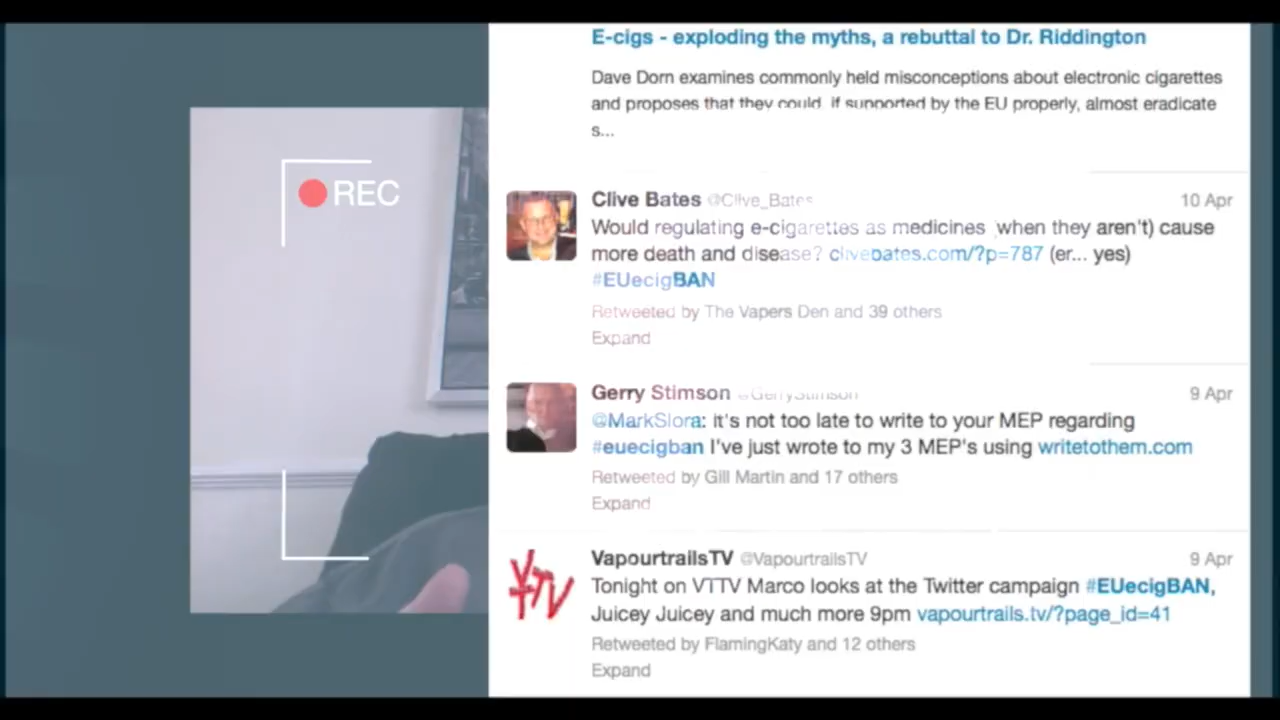 E-cigs - exploding the myths, a rebuttal to Dr. Riddington
Dave Dorn examines commonly held misconceptions about electronic cigarettes
and proposes that they could, if supported by the EU properly, almost eradicate
s...
REC
Clive Bates @Clive_Bates 10 Apr
Would regulating e-cigarettes as medicines (when they aren't) cause
more death and disease? clivebates.com/?p=787 (er... yes)
#EUecigBAN
Retweeted by The Vapers Den and 39 others
Expand
Gerry Stimson @GerryStimson 9 Apr
@MarkSlora: it's not too late to write to your MEP regarding
#euecigban I've just wrote to my 3 MEP's using writetothem.com
Retweeted by Gill Martin and 17 others
Expand
VTTV
VapourtrailsTV @VapourtrailsTV 9 Apr
Tonight on VTTV Marco looks at the Twitter campaign #EUecigBAN,
Juicey Juicey and much more 9pm vapourtrails.tv/?page_id=41
Retweeted by FlamingKaty and 12 others
Expand